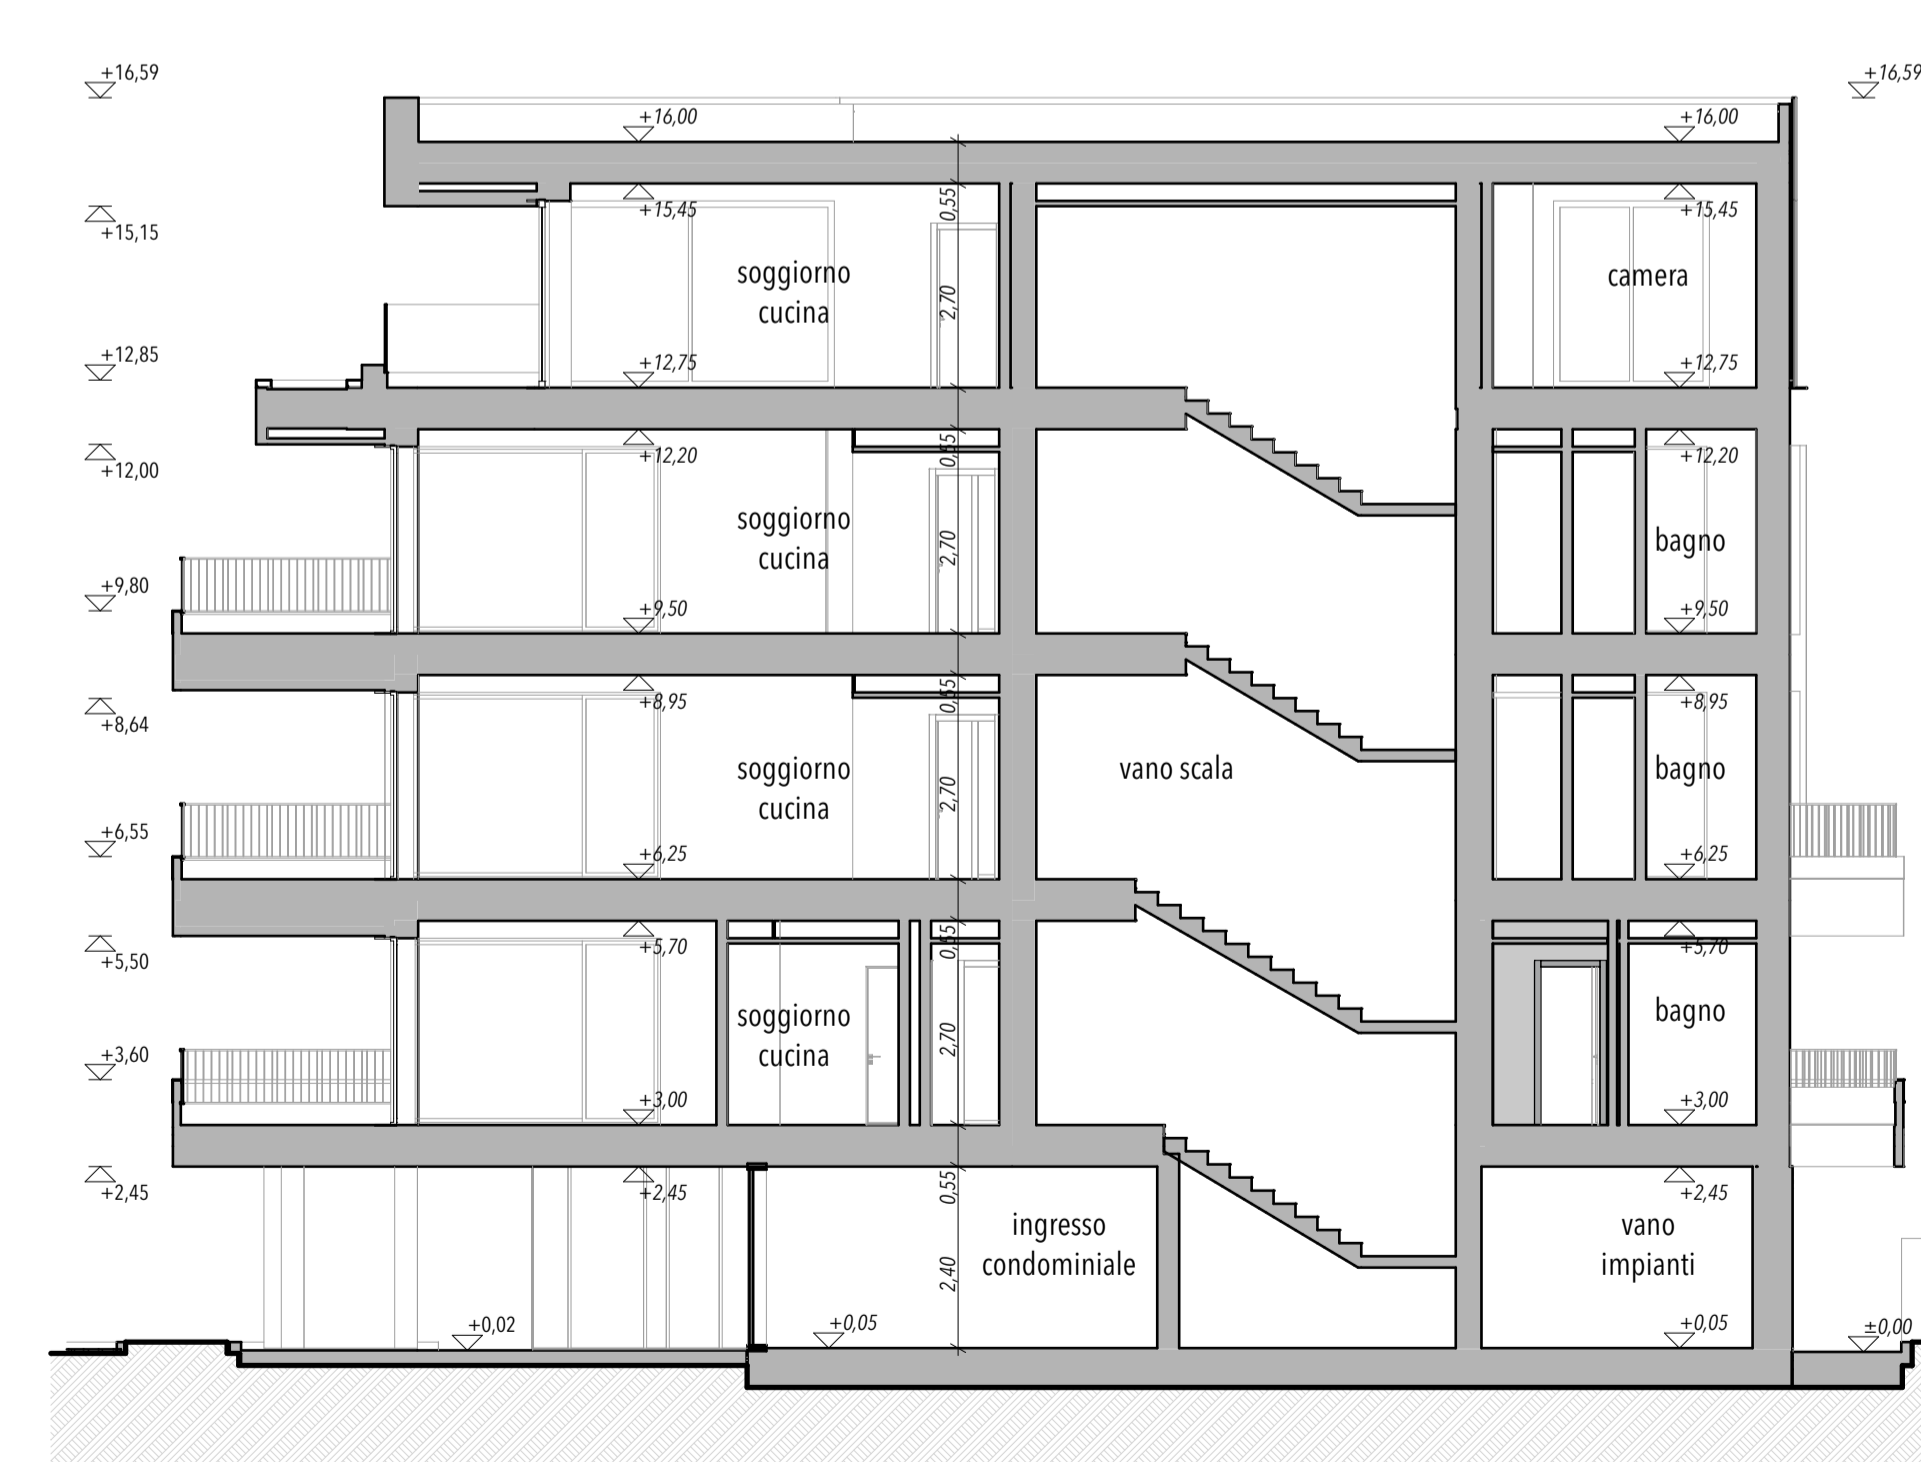 +16,59
+16,59
+16,00
+16,00
0,55
+15,45
+15,45
+15,15
soggiorno
cucina
2,70
camera
+12,85
+12,75
+12,75
0,55
+12,20
+12,20
+12,00
soggiorno
cucina
2,70
bagno
+9,80
+9,50
+9,50
0,55
+8,95
+8,95
+8,64
soggiorno
cucina
2,70
vano scala
bagno
+6,55
+6,25
+6,25
0,55
+5,70
+5,70
+5,50
soggiorno
cucina
2,70
bagno
+3,60
+3,00
+3,00
0,55
+2,45
+2,45
+2,45
ingresso
condominiale
2,40
vano
impianti
+0,02
+0,05
+0,05
±0,00